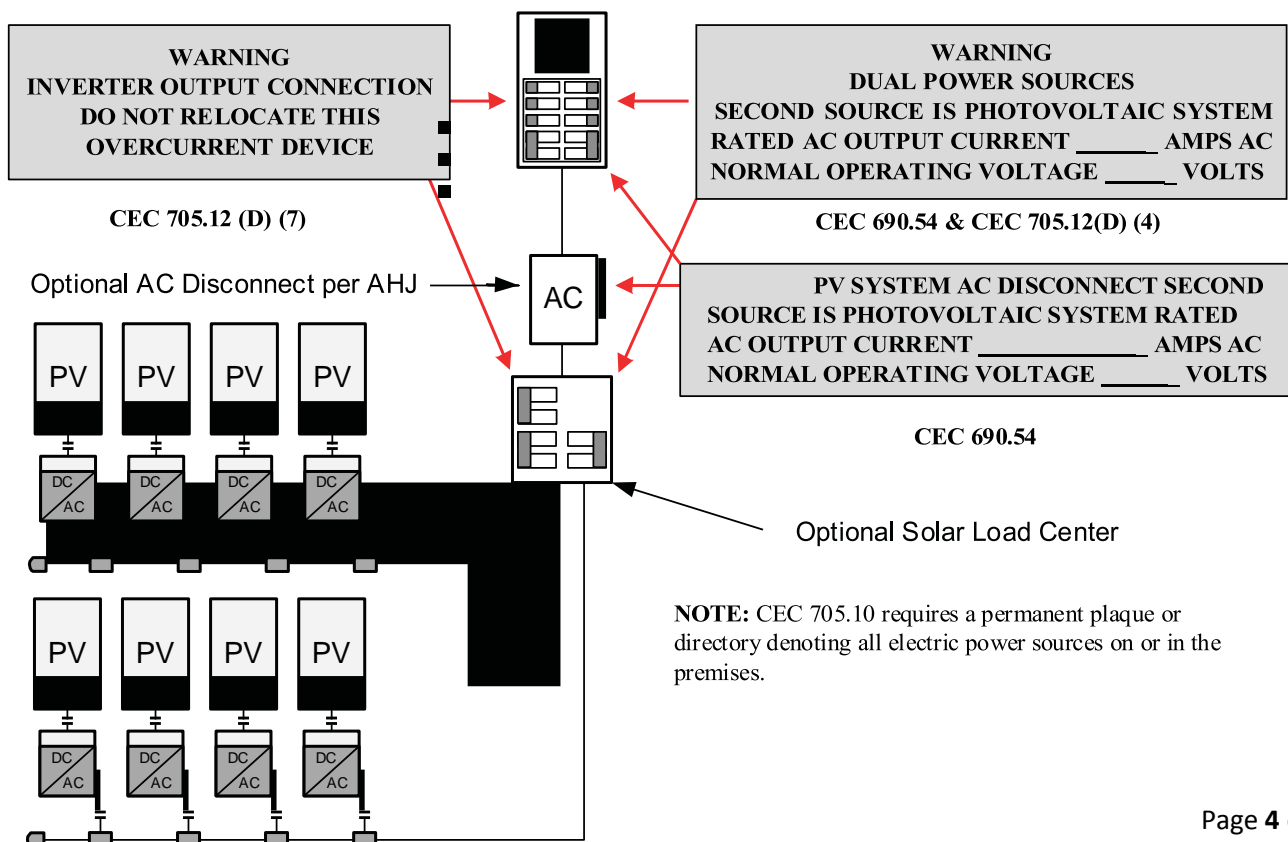 WARNING
INVERTER OUTPUT CONNECTION
DO NOT RELOCATE THIS
OVERCURRENT DEVICE
CEC 705.12 (D) (7)
WARNING
DUAL POWER SOURCES
SECOND SOURCE IS PHOTOVOLTAIC SYSTEM
RATED AC OUTPUT CURRENT ______ AMPS AC
NORMAL OPERATING VOLTAGE _____ VOLTS
CEC 690.54 & CEC 705.12(D) (4)
Optional AC Disconnect per AHJ
AC
PV SYSTEM AC DISCONNECT SECOND
SOURCE IS PHOTOVOLTAIC SYSTEM RATED
AC OUTPUT CURRENT _____________ AMPS AC
NORMAL OPERATING VOLTAGE ______ VOLTS
CEC 690.54
PV PV PV PV
DC AC DC AC DC AC DC AC
Optional Solar Load Center
NOTE: CEC 705.10 requires a permanent plaque or
directory denoting all electric power sources on or in the
premises.
PV PV PV PV
DC AC DC AC DC AC DC AC
Page 4